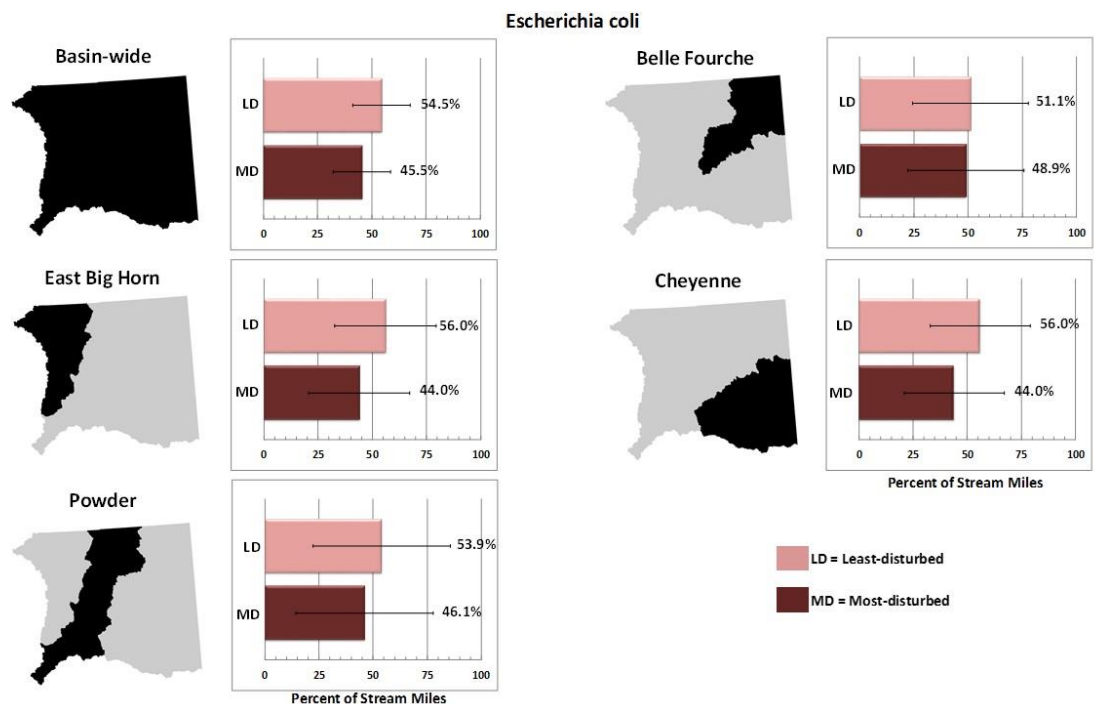 Escherichia coli
Basin-wide
LD
54.5%
MD
45.5%
0 25 50 75 100
Belle Fourche
LD
51.1%
MD
48.9%
0 25 50 75 100
East Big Horn
LD
56.0%
MD
44.0%
0 25 50 75 100
Cheyenne
LD
56.0%
MD
44.0%
0 25 50 75 100
Percent of Stream Miles
Powder
LD
53.9%
MD
46.1%
0 25 50 75 100
Percent of Stream Miles
LD = Least-disturbed
MD = Most-disturbed